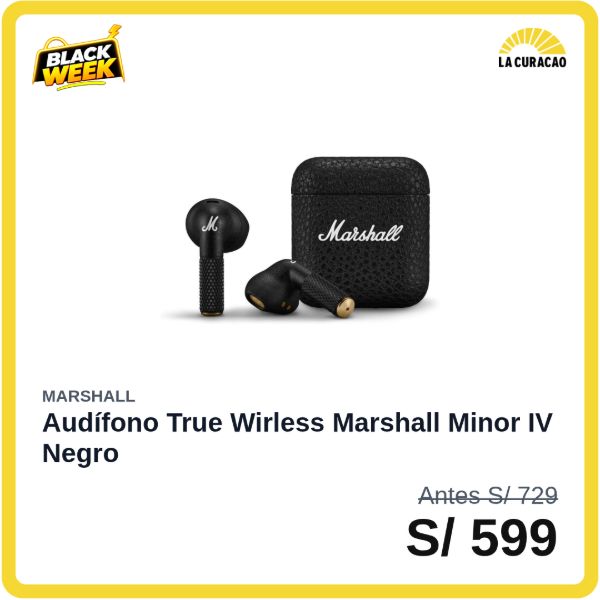 BLACK
WEEK
LA CURACAO
M
Marshall
MARSHALL
Audífono True Wirless Marshall Minor IV
Negro
Antes S/ 729
S/ 599